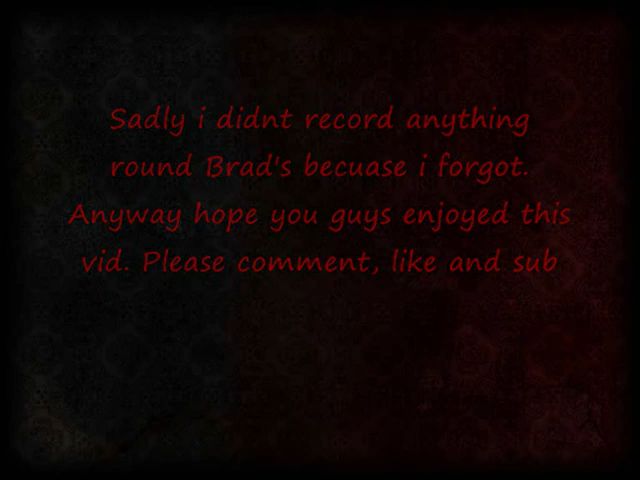 Sadly i didnt record anything
round Brad's becuase i forgot.
Anyway hope you guys enjoyed this
vid. Please comment, like and sub